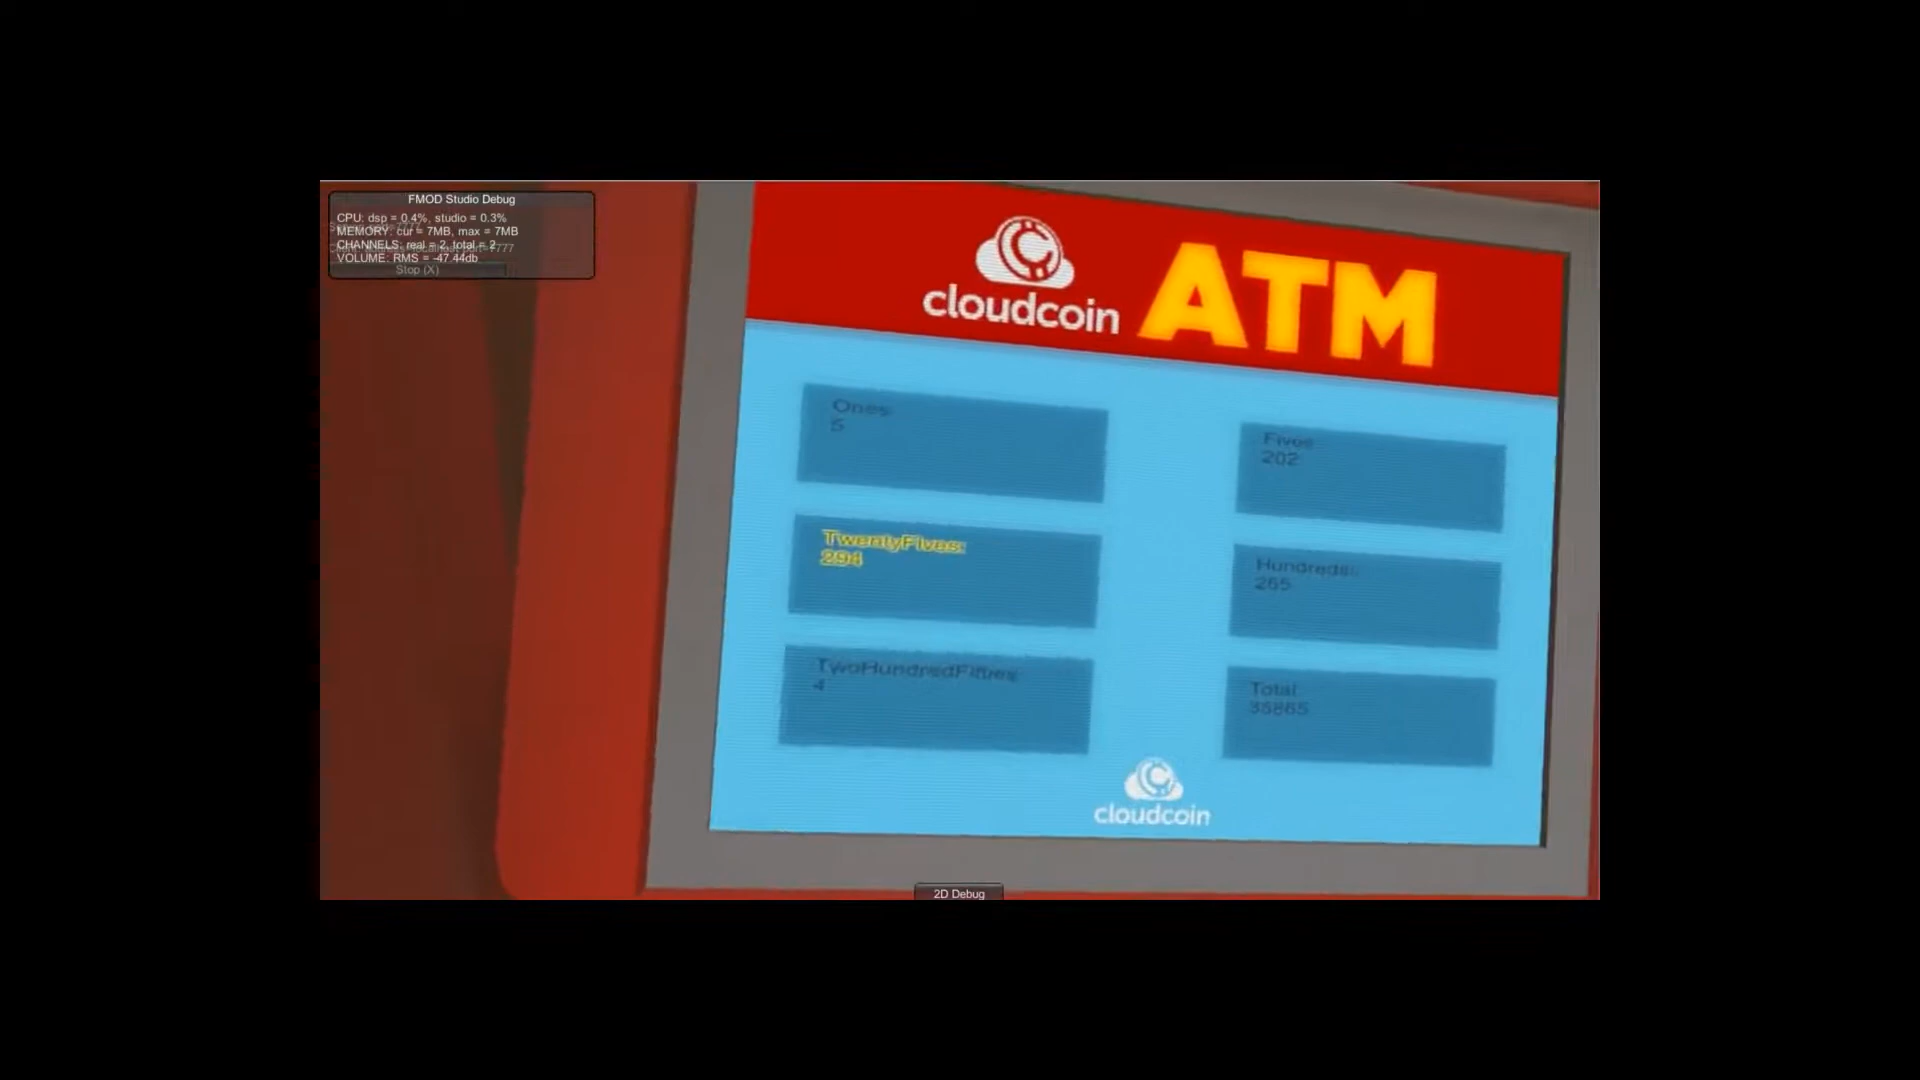 FMOD Studio Debug
CPU: dsp = 0.4%, studio = 0.3%
MEMORY: cur = 7MB, max = 7MB
CHANNELS: real = 2, total = 2
VOLUME: RMS = -47.44db
Stop (X)
cloudcoin ATM
Ones:
5
Fives:
202
TwentyFives:
294
Hundreds:
265
TwoHundredFifties:
4
Total:
35865
cloudcoin
2D Debug